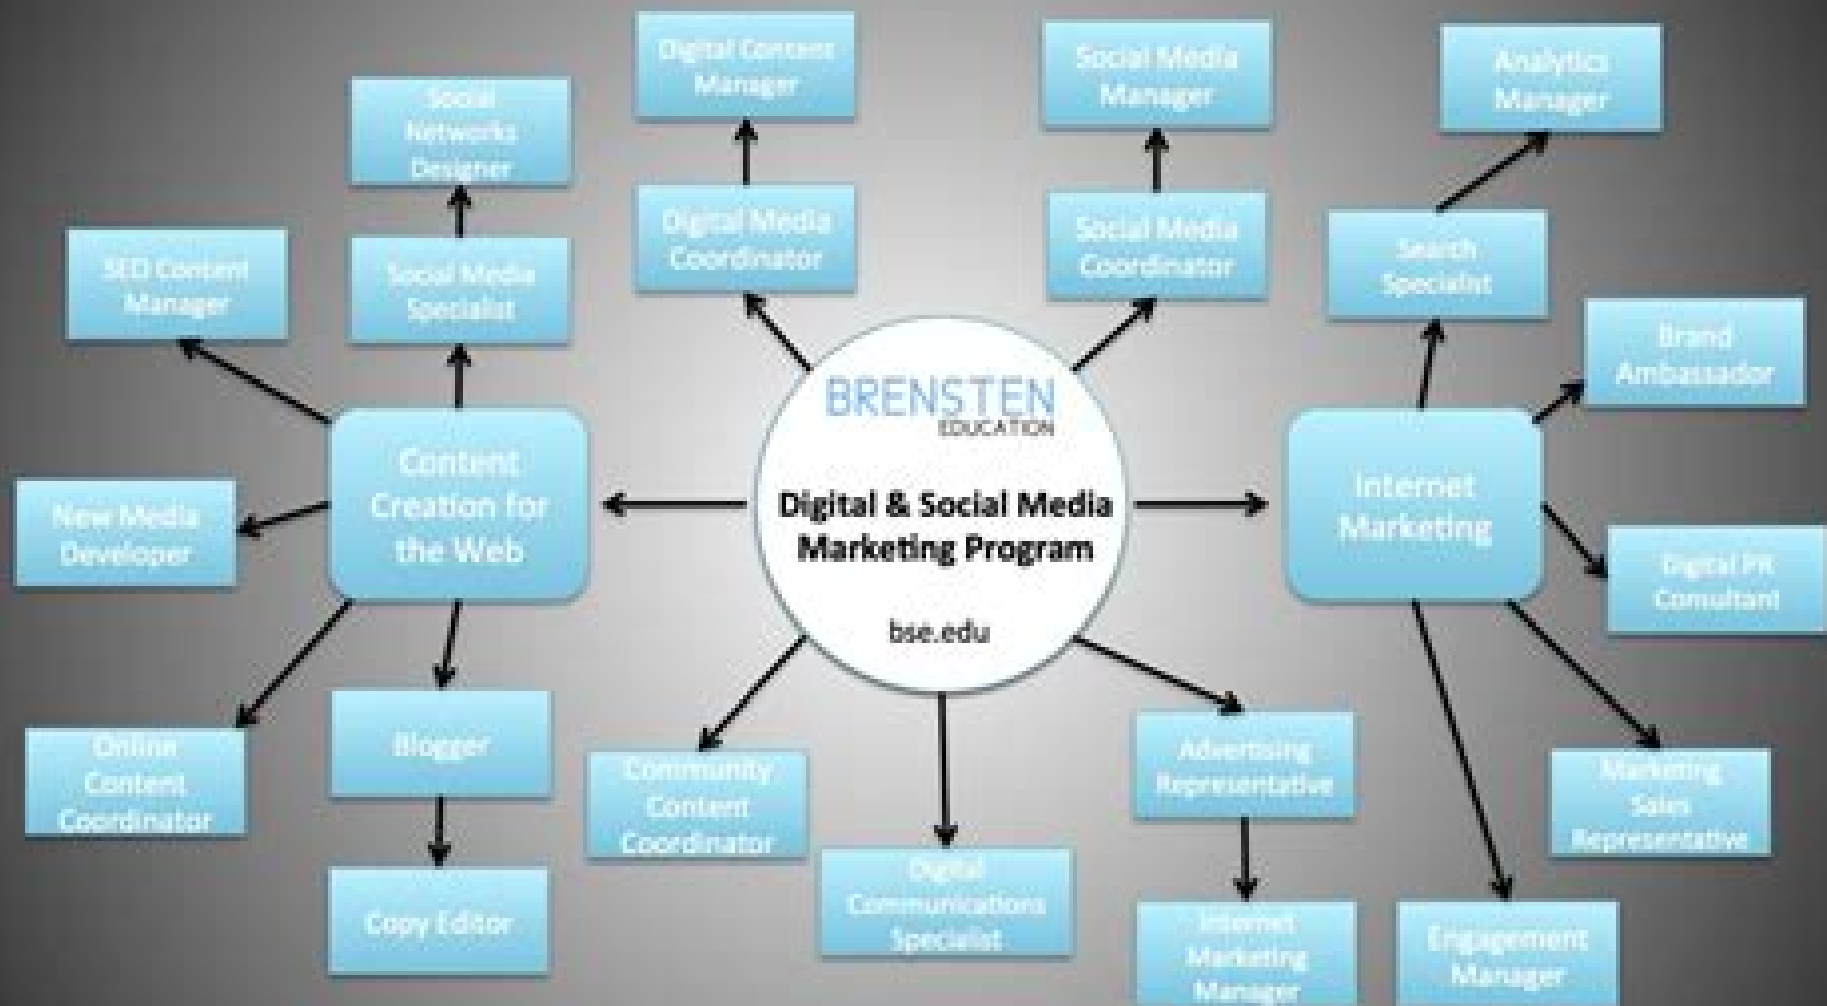 Digital Content
Manager
Social Media
Manager
Analytics
Manager
Social
Networks
Designer
Digital Media
Coordinator
Social Media
Coordinator
Search
Specialist
SEO Content
Manager
Social Media
Specialist
Brand
Ambassador
BRENSTEN
EDUCATION
Content
Creation for
the Web
Digital & Social Media
Marketing Program
bse.edu
Internet
Marketing
New Media
Developer
Digital PR
Consultant
Online
Content
Coordinator
Blogger
Community
Content
Coordinator
Advertising
Representative
Marketing
Sales
Representative
Copy Editor
Digital
Communications
Specialist
Internet
Marketing
Manager
Engagement
Manager